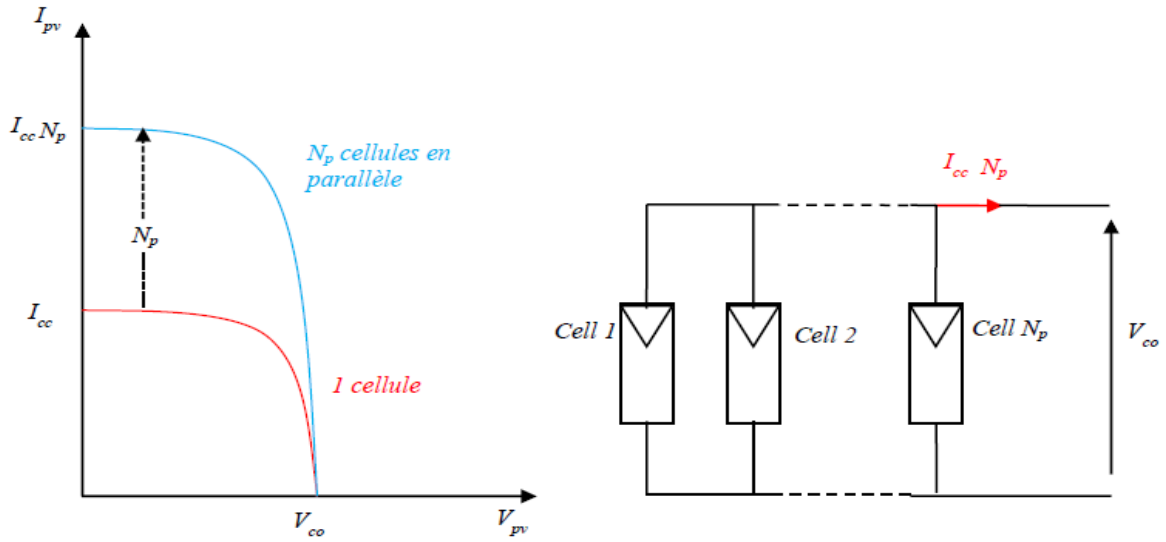 I_pv
I_cc N_p
N_p cellules en
parallèle
N_p
I_cc
1 cellule
V_co
V_pv
I_cc N_p
Cell 1
Cell 2
Cell N_p
V_co